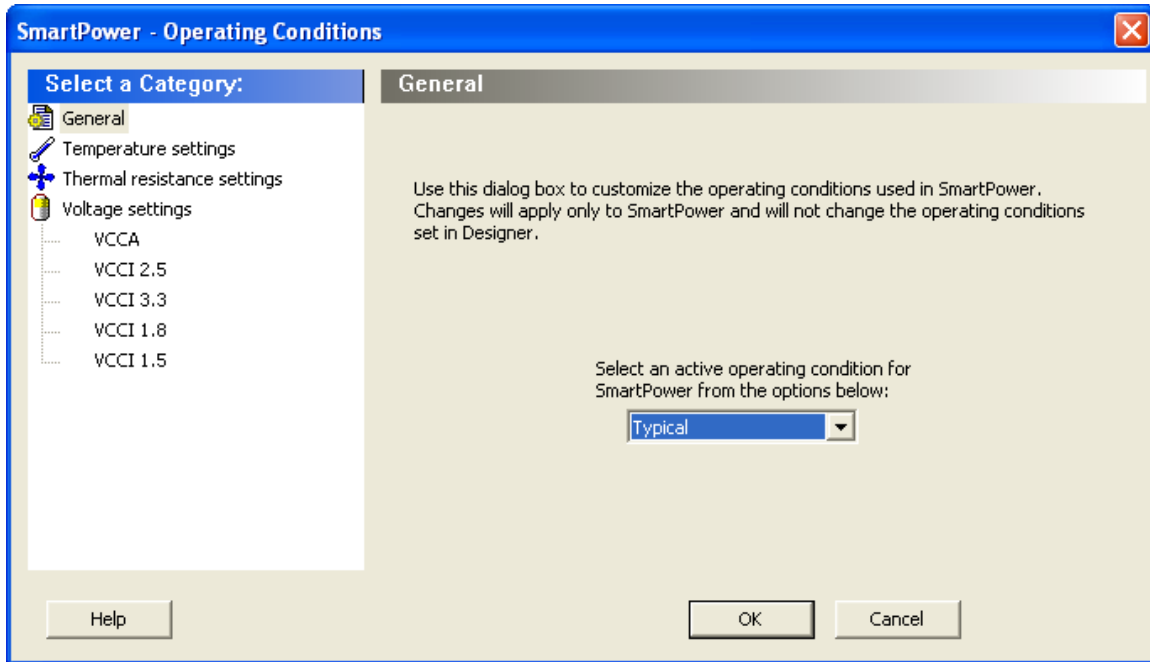 SmartPower - Operating Conditions
Select a Category:
General
Temperature settings
Thermal resistance settings
Voltage settings
VCCA
VCCI 2.5
VCCI 3.3
VCCI 1.8
VCCI 1.5
General
Use this dialog box to customize the operating conditions used in SmartPower.
Changes will apply only to SmartPower and will not change the operating conditions
set in Designer.
Select an active operating condition for
SmartPower from the options below:
Typical
Help
OK
Cancel